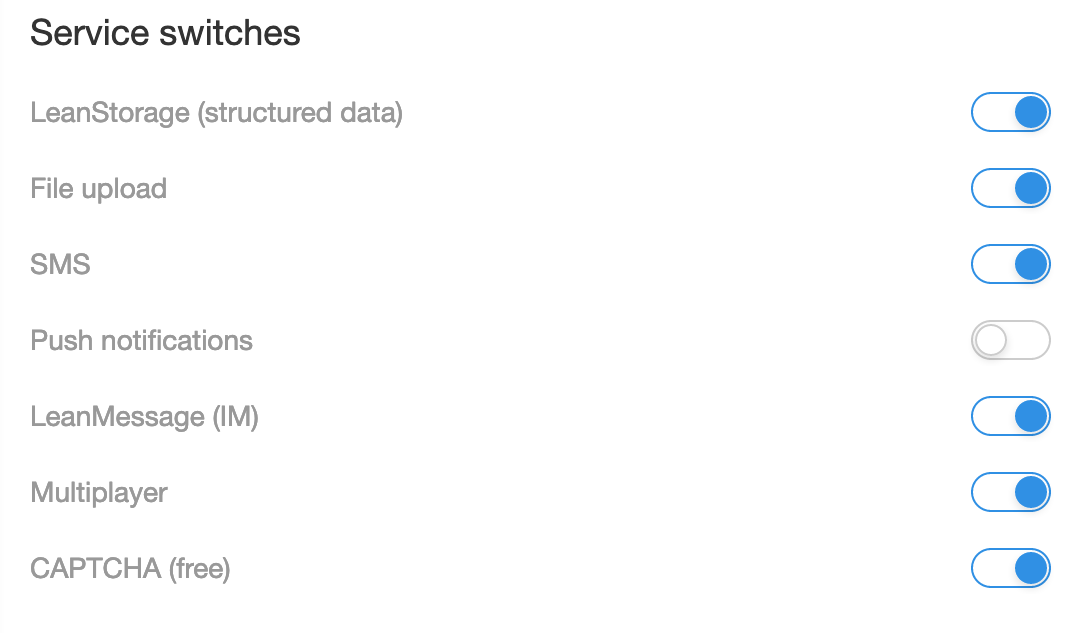 Service switches
LeanStorage (structured data)
File upload
SMS
Push notifications
LeanMessage (IM)
Multiplayer
CAPTCHA (free)